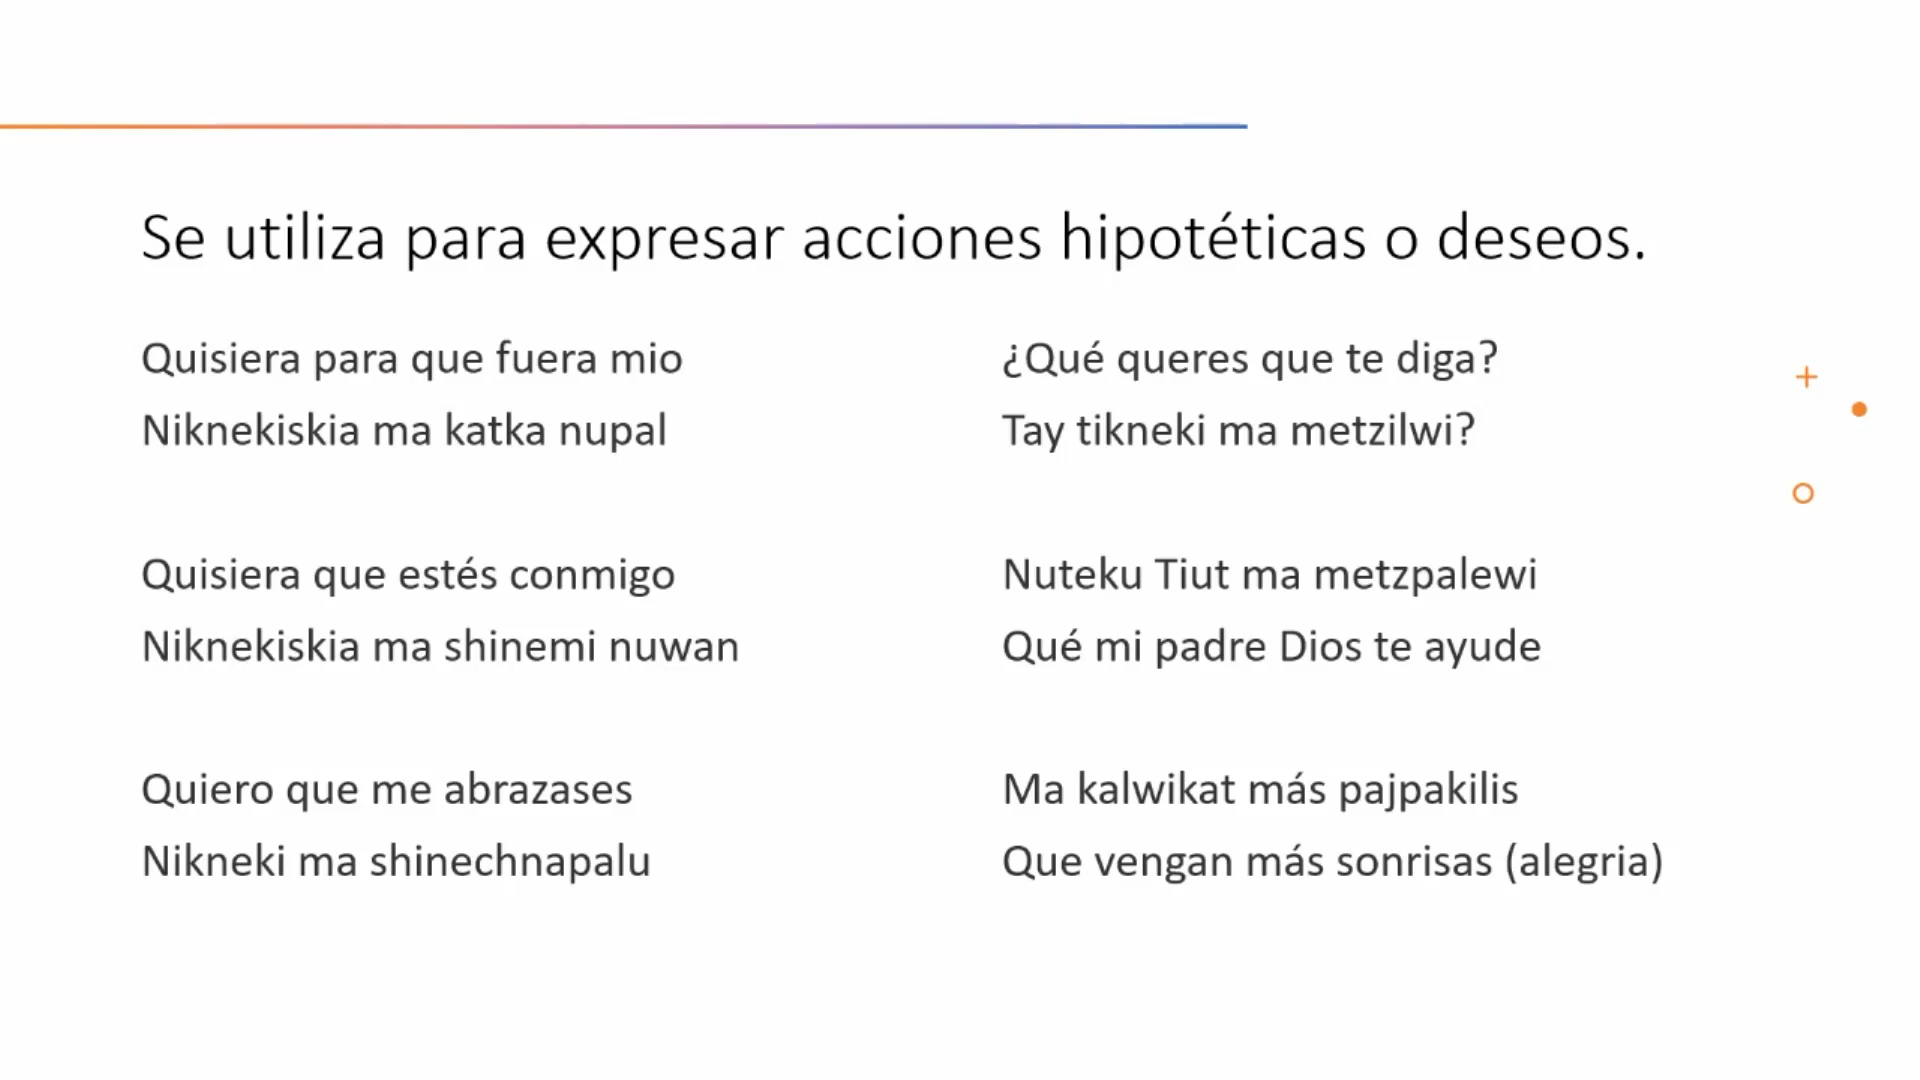 Se utiliza para expresar acciones hipotéticas o deseos.
Quisiera para que fuera mio
Niknekiskia ma katka nupal
Quisiera que estés conmigo
Niknekiskia ma shinemi nuwan
Quiero que me abrazases
Nikneki ma shinechnapalu
¿Qué queres que te diga?
Tay tikneki ma metzilwi?
Nuteku Tiut ma metzpalewi
Qué mi padre Dios te ayude
Ma kalwikat más pajpakilis
Que vengan más sonrisas (alegria)